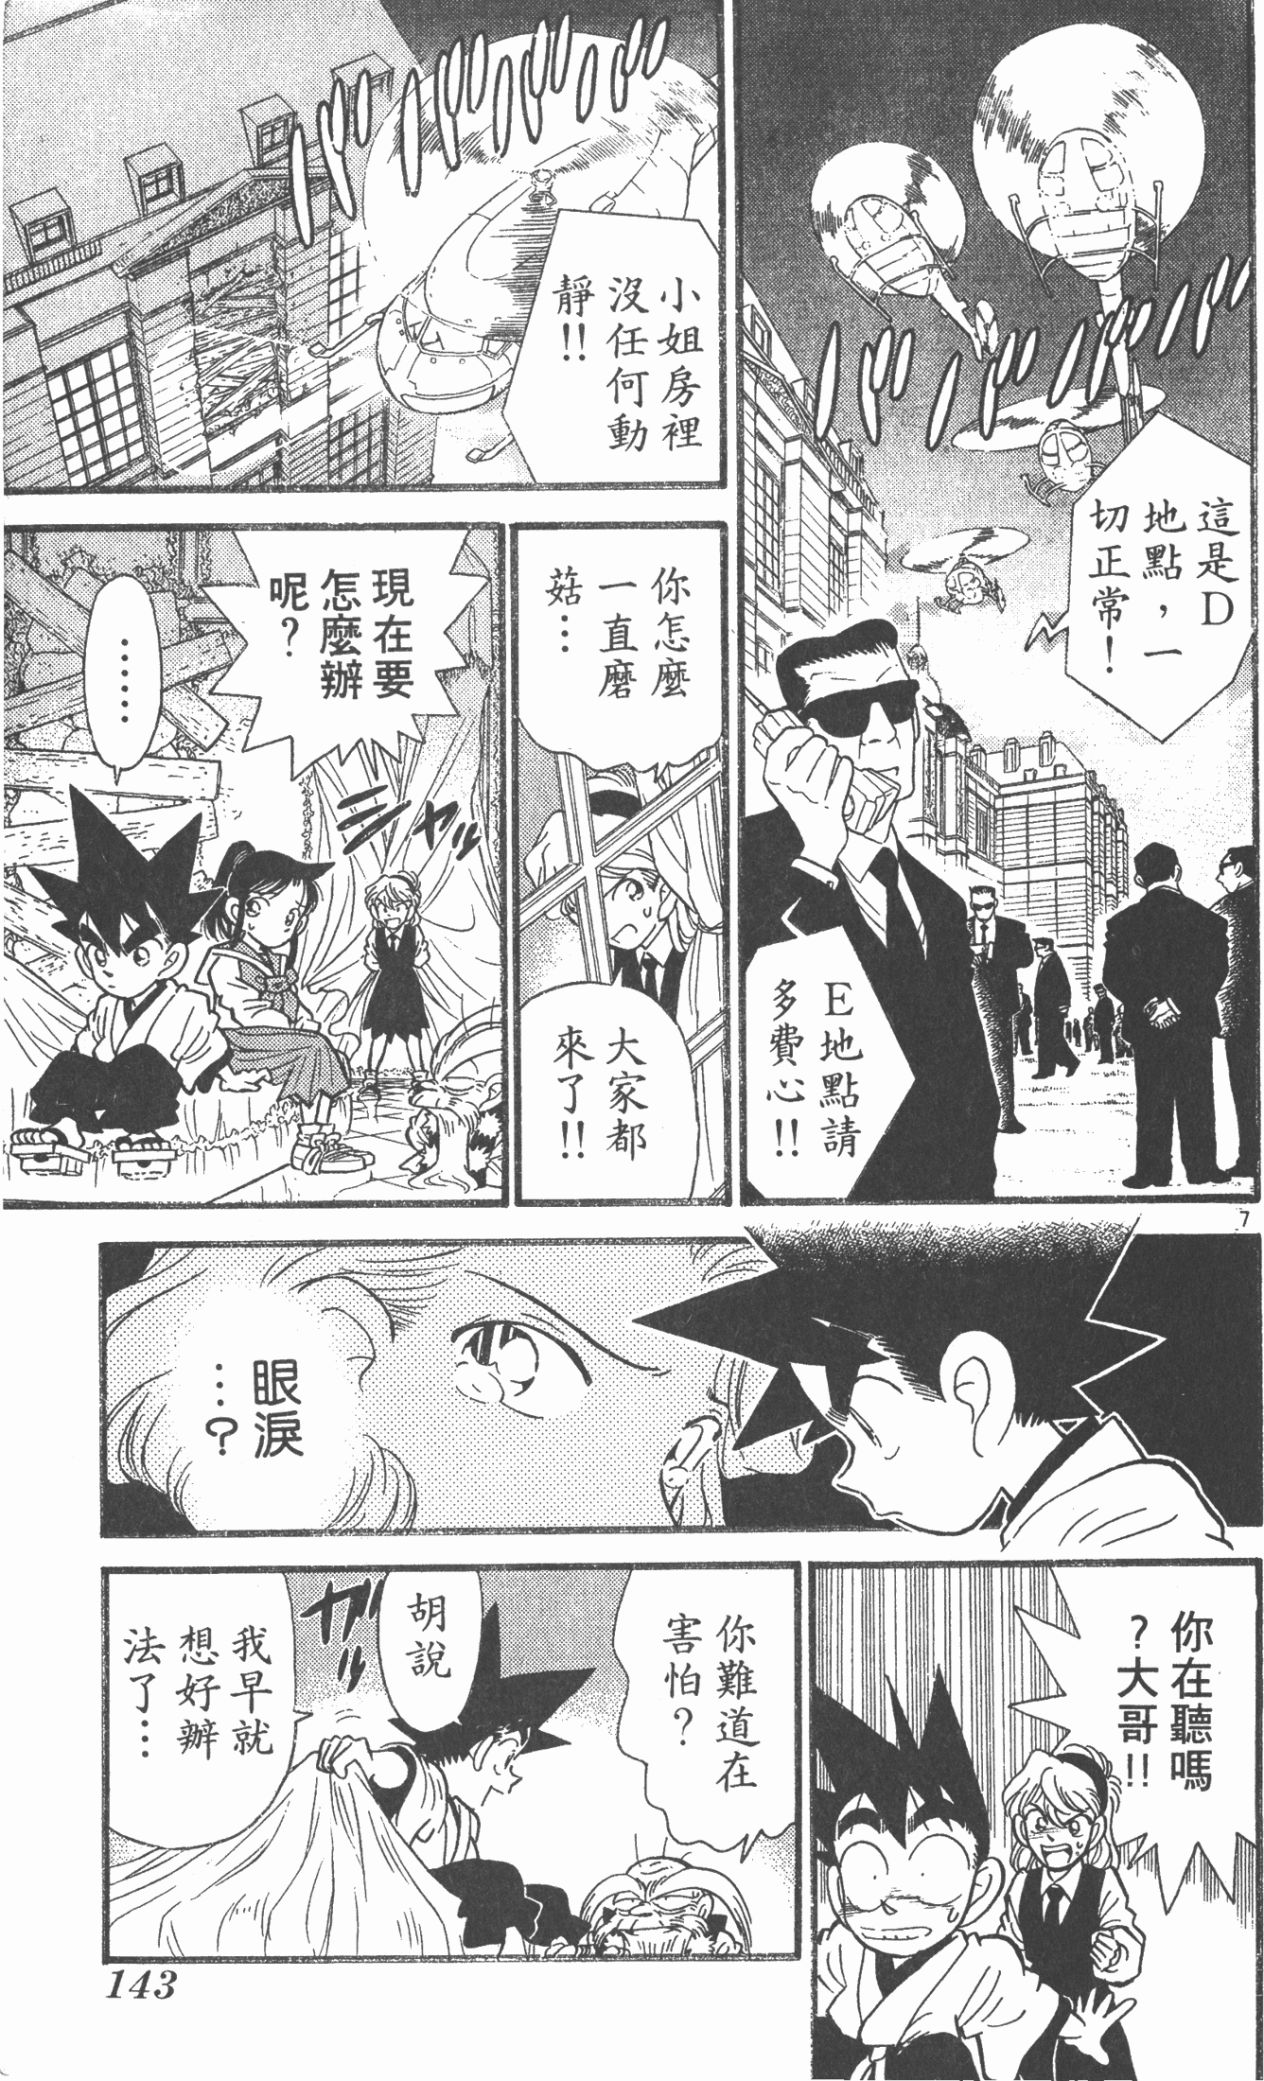 這是D
地點，一
切正常！
E地點請
多費心！！
小姐房裡
沒任何動
靜！！
你怎麼
一直磨
菇…
大家都
來了！！
現在要
怎麼辦
呢？
……
シャッ
7
眼淚
…？
你在聽嗎
？大哥！！
你難道在
害怕？
胡說
我早就
想好辦
法了…
143